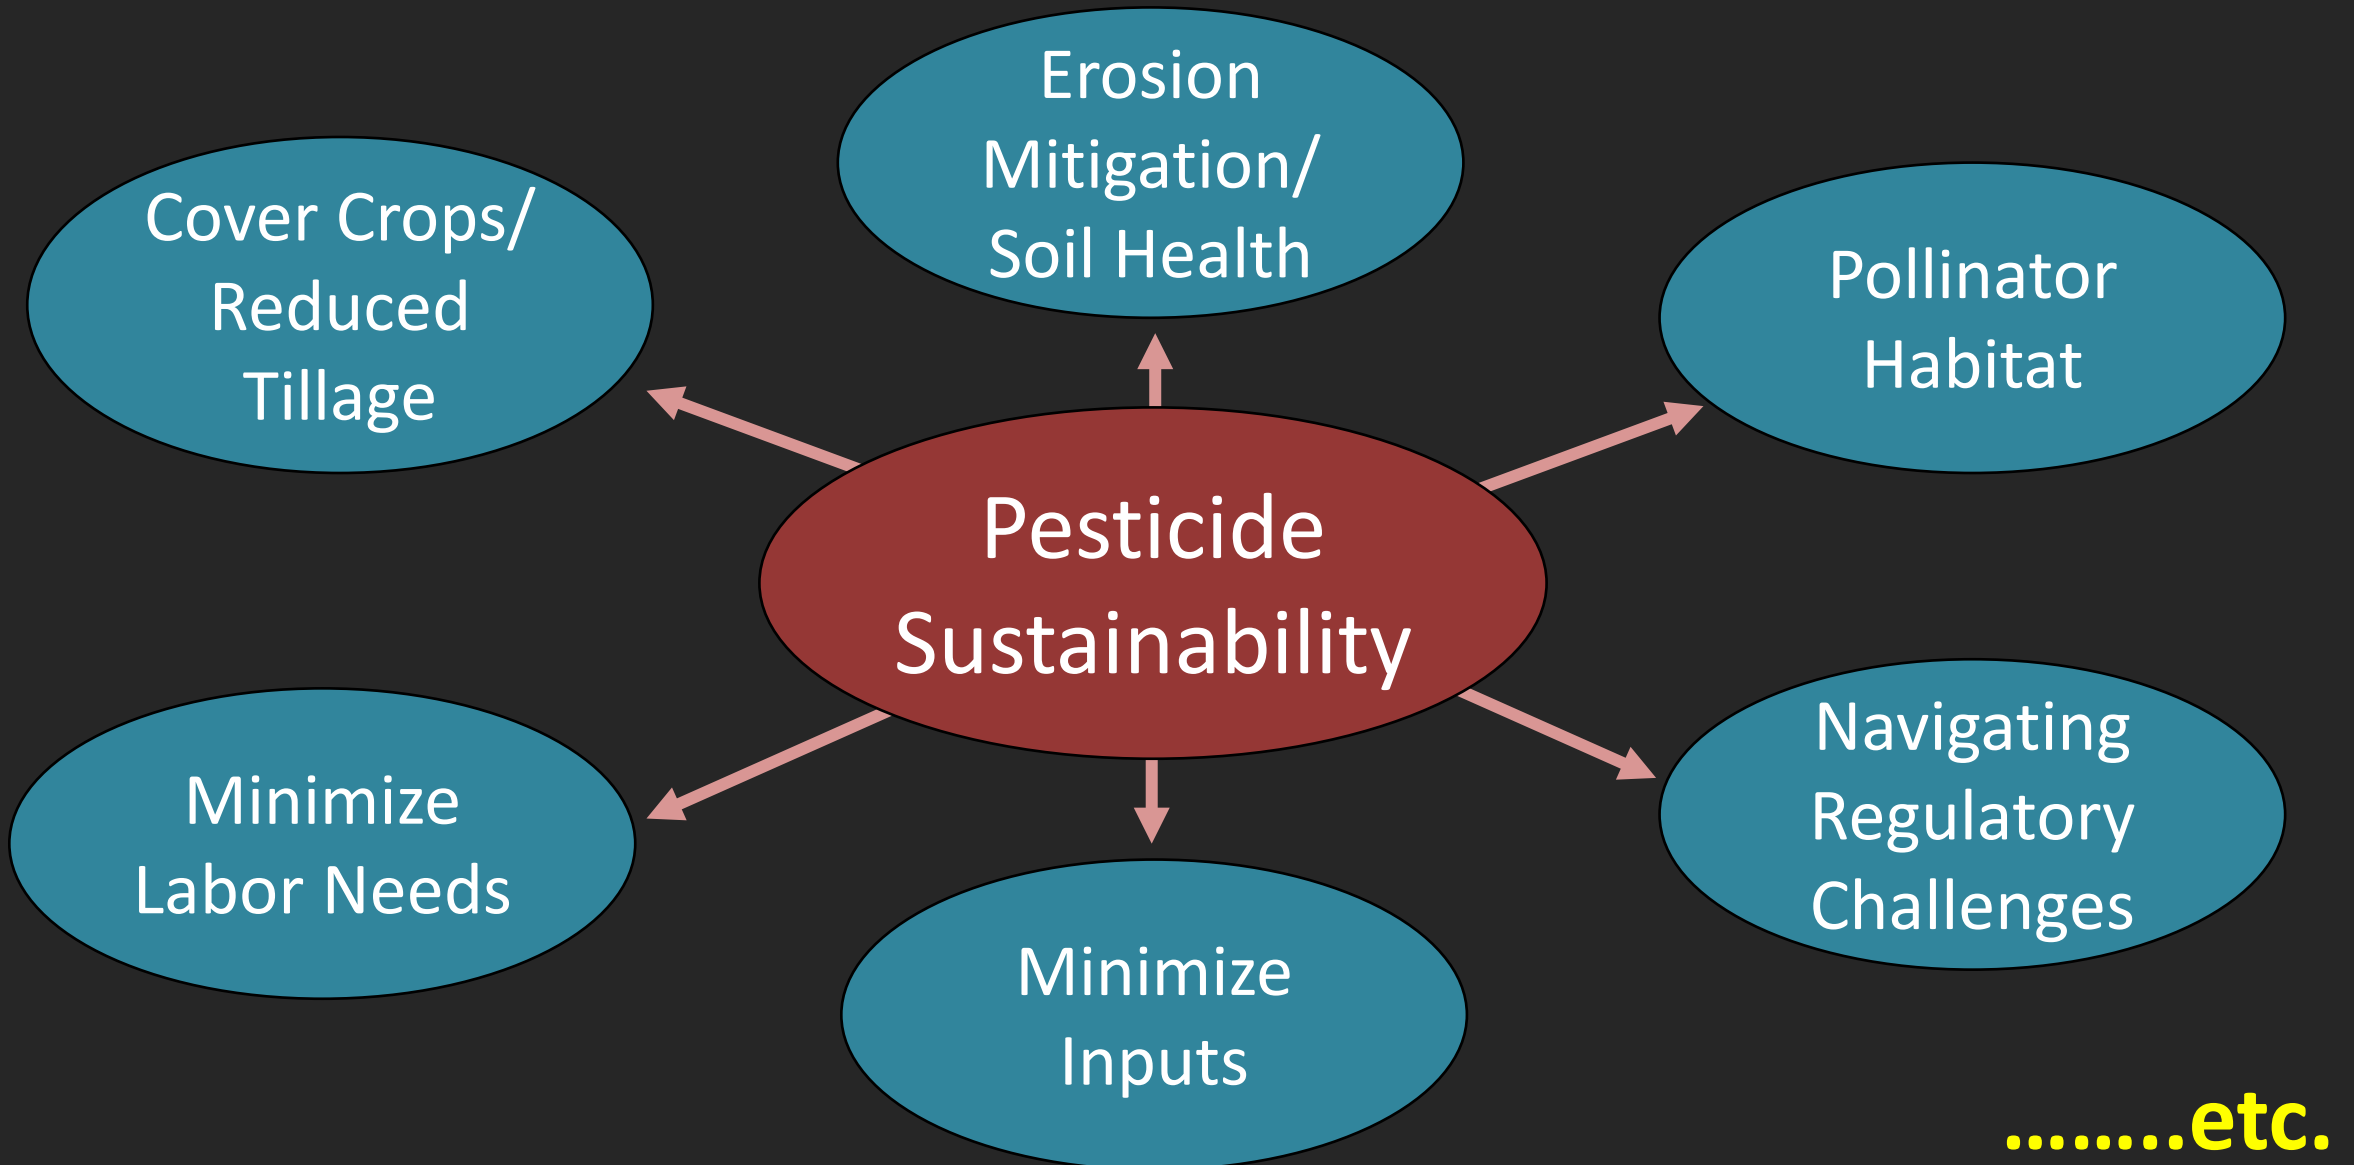 Erosion
Mitigation/
Soil Health
Cover Crops/
Reduced
Tillage
Pollinator
Habitat
Pesticide
Sustainability
Minimize
Labor Needs
Navigating
Regulatory
Challenges
Minimize
Inputs
........etc.